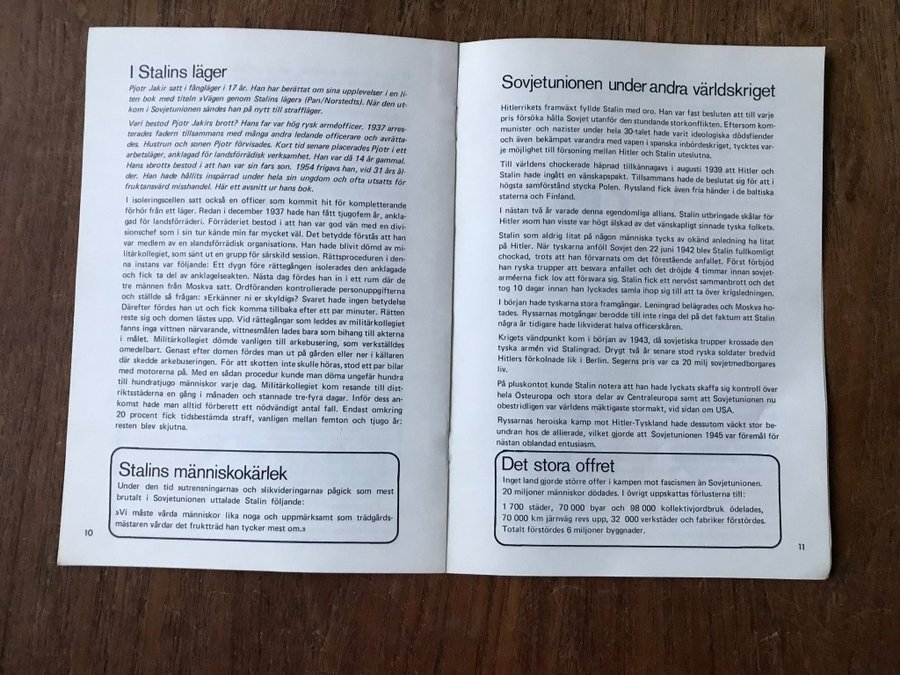 I Stalins läger
Pjotr Jakir satt i fångläger i 17 år. Han har berättat om sina upplevelser i en li-
ten bok med titeln »Vägen genom Stalins läger» (Pan/Norstedts). När den ut-
kom i Sovjetunionen sändes han på nytt till straffläger.
Vari bestod Pjotr Jakirs brott? Hans far var hög rysk arméofficer. 1937 arres-
terades fadern tillsammans med många andra ledande officerare och avrätta-
des. Hustrun och sonen Pjotr förvisades. Kort tid senare placerades Pjotr i ett
arbetsläger, anklagad för landsförrädisk verksamhet. Han var då 14 år gammal.
Hans »brott» bestod i att han var sin fars son. 1954 frigavs han, vid 31 års ål-
der. Han hade hållits inspärrad under hela sin ungdom och ofta utsatts för
fruktansvärd misshandel. Här ett avsnitt ur hans bok.
I isoleringscellen satt också en officer som kommit hit för kompletterande
förhör från ett läger. Redan i december 1937 hade han fått tjugofem år, ankla-
gad för landsförräderi. Förräderiet bestod i att han var god vän med en divi-
sionschef som i sin tur kände min far mycket väl. Det betydde förstås att han
var medlem av en »landsförrädisk organisation». Han hade blivit dömd av mi-
litärkollegiet, som sänt ut en grupp för särskild session. Rättsproceduren i den-
na instans var följande: Ett dygn före rättegången isolerades den anklagade
och fick ta del av anklagelseakten. Nästa dag fördes han in i ett rum där de
tre männen från Moskva satt. Ordföranden kontrollerade personuppgifterna
och ställde så frågan: »Erkänner ni er skyldig?» Svaret hade ingen betydelse
Därefter fördes han ut och fick komma tillbaka efter ett par minuter. Rätten
reste sig och domen lästes upp. Vid rättegångar som leddes av militärkollegiet
fanns inga vittnen närvarande, vittnesmålen lades bara som bihang till akterna
i målet. Militärkollegiet dömde vanligen till arkebusering, som verkställdes
omedelbart. Genast efter domen fördes man ut på gården eller ner i källaren
där skedde arkebuseringen. För att skotten inte skulle höras, stod ett par bilar
med motorerna på. Med en sådan procedur kunde man döma ungefär hundra
till hundratjugo människor varje dag. Militärkollegiet kom resande till dist-
riktsstäderna en gång i månaden och stannade tre-fyra dagar. Inför dess an-
komst hade man alltid förberett ett nödvändigt antal fall. Endast omkring
20 procent fick tidsbestämda straff, vanligen mellan femton och tjugo år:
resten blev skjutna.
Stalins människokärlek
Under den tid »utrensningarna» och »likvideringarna» pågick som mest
brutalt i Sovjetunionen uttalade Stalin följande:
»Vi måste vårda människor lika noga och uppmärksamt som trädgårds-
mästaren vårdar det fruktträd han tycker mest om.»
10
Sovjetunionen under andra världskriget
Hitlerrikets framväxt fyllde Stalin med oro. Han var fast besluten att till varje
pris försöka hålla Sovjet utanför den stundande storkonflikten. Eftersom kom-
munister och nazister under hela 30-talet hade varit ideologiska dödsfiender
och även bekämpat varandra med vapen i spanska inbördeskriget, tycktes var-
je möjlighet till försoning mellan Hitler och Stalin utesluten.
Till världens chockerade häpnad tillkännagavs i augusti 1939 att Hitler och
Stalin hade ingått en vänskapspakt. Tillsammans hade de beslutat sig för att i
högsta samförstånd stycka Polen. Ryssland fick även fria händer i de baltiska
staterna och Finland.
I nästan två år varade denna egendomliga allians. Stalin utbringade skålar för
Hitler »som han visste var högt älskad av det vänskapligt sinnade tyska folket».
Stalin som aldrig litat på någon människa tycks av okänd anledning ha litat
på Hitler. När tyskarna anföll Sovjet den 22 juni 1942 blev Stalin fullkomligt
chockad, trots att han förvarnats om det förestående anfallet. Först förbjöd
han ryska trupper att besvara anfallet och det dröjde 4 timmar innan sovjet-
arméerna fick lov att försvara sig. Stalin fick ett nervöst sammanbrott och det
tog 10 dagar innan han lyckades samla ihop sig till att ta över krigsledningen.
I början hade tyskarna stora framgångar. Leningrad belägrades och Moskva ho-
tades. Ryssarnas motgångar berodde till inte ringa del på det faktum att Stalin
några år tidigare hade likviderat halva officerskåren.
Krigets vändpunkt kom i början av 1943, då sovjetiska trupper krossade den
tyska armén vid Stalingrad. Drygt två år senare stod ryska soldater bredvid
Hitlers förkolnade lik i Berlin. Segerns pris var ca 20 milj sovjetmedborgares
liv.
På pluskontot kunde Stalin notera att han hade lyckats skaffa sig kontroll över
hela Östeuropa och stora delar av Centraleuropa samt att Sovjetunionen nu
obestridligen var världens mäktigaste stormakt, vid sidan om USA.
Ryssarnas heroiska kamp mot Hitler-Tyskland hade dessutom väckt stor be-
undran hos de allierade, vilket gjorde att Sovjetunionen 1945 var föremål för
nästan oblandad entusiasm.
Det stora offret
Inget land gjorde större offer i kampen mot fascismen än Sovjetunionen.
20 miljoner människor dödades. I övrigt uppskattas förlusterna till:
1 700 städer, 70 000 byar och 98 000 kollektivjordbruk ödelades,
70 000 km järnväg revs upp, 32 000 verkstäder och fabriker förstördes.
Totalt förstördes 6 miljoner byggnader.
11